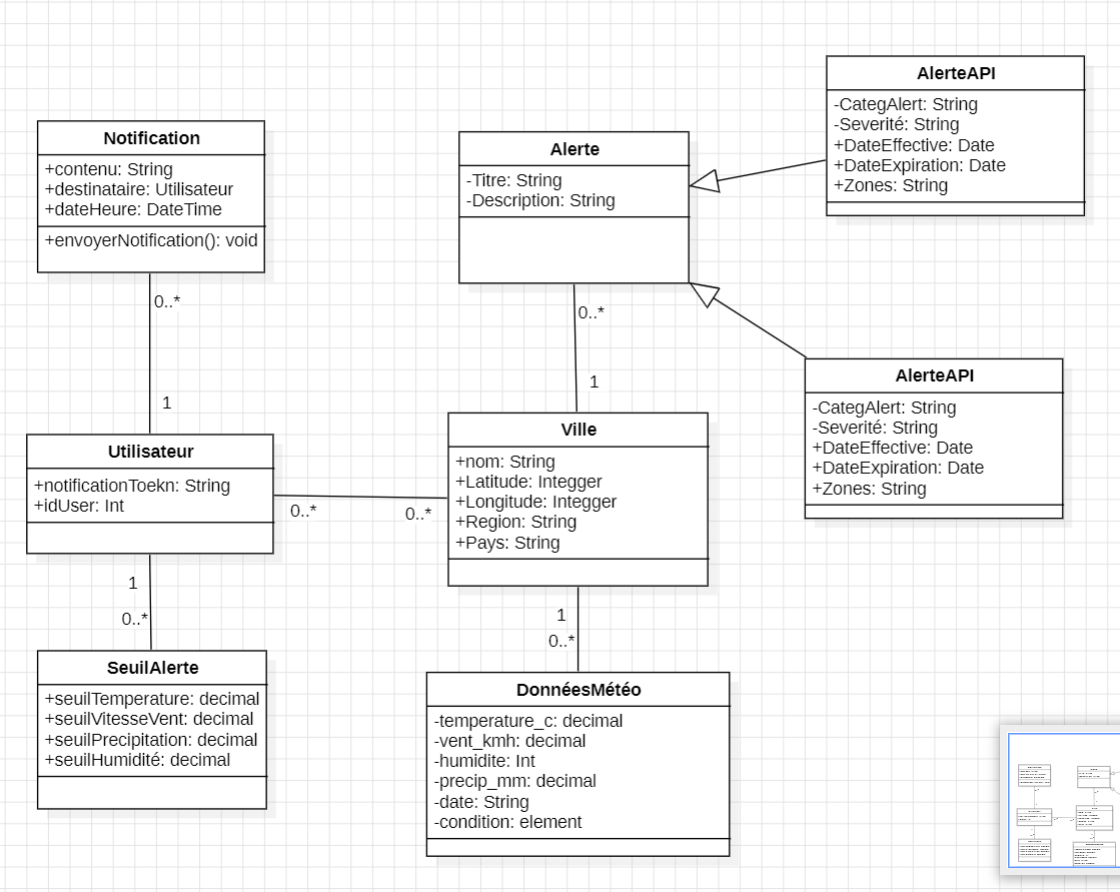 Notification
+contenu: String
+destinataire: Utilisateur
+dateHeure: DateTime
+envoyerNotification(): void
0..*
1
Utilisateur
+notificationToekn: String
+idUser: Int
0..*
0..*
1
0..*
SeuilAlerte
+seuilTemperature: decimal
+seuilVitesseVent: decimal
+seuilPrecipitation: decimal
+seuilHumidité: decimal
Alerte
-Titre: String
-Description: String
0..*
1
Ville
+nom: String
+Latitude: Integger
+Longitude: Integger
+Region: String
+Pays: String
1
0..*
DonnéesMétéo
-temperature_c: decimal
-vent_kmh: decimal
-humidite: Int
-precip_mm: decimal
-date: String
-condition: element
AlerteAPI
-CategAlert: String
-Severité: String
+DateEffective: Date
+DateExpiration: Date
+Zones: String
AlerteAPI
-CategAlert: String
-Severité: String
+DateEffective: Date
+DateExpiration: Date
+Zones: String